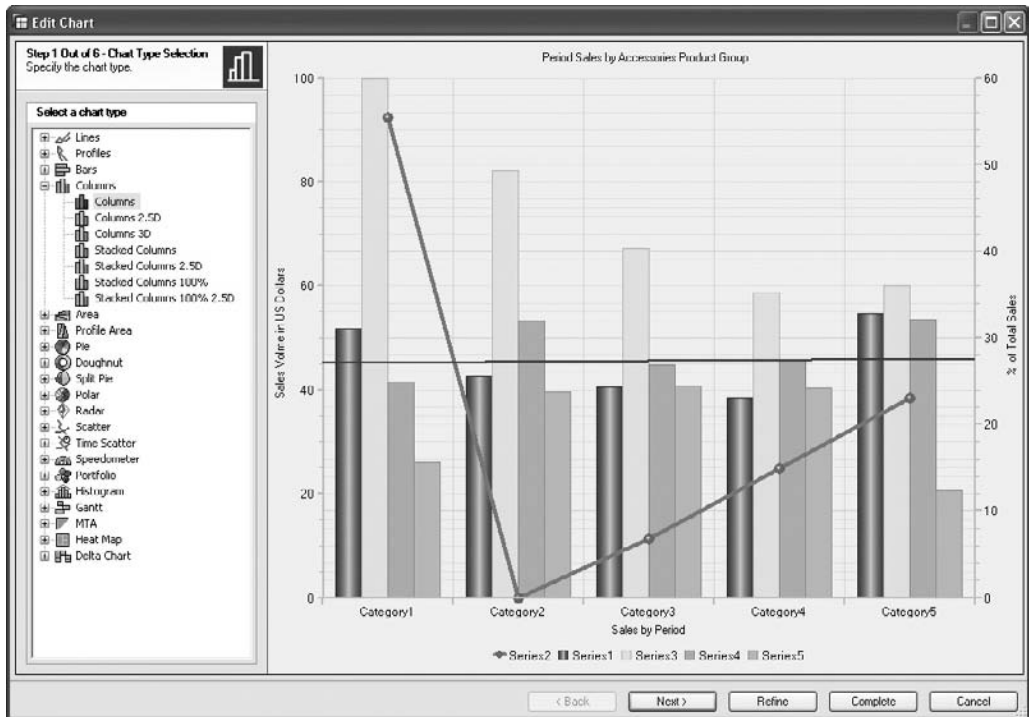 Edit Chart
Step 1 Out of 6 - Chart Type Selection
Specify the chart type.
Select a chart type
Lines
Profiles
Bars
Columns
Columns
Columns 2.5D
Columns 3D
Stacked Columns
Stacked Columns 2.5D
Stacked Columns 100%
Stacked Columns 100% 2.5D
Area
Profile Area
Pie
Doughnut
Split Pie
Polar
Radar
Scatter
Time Scatter
Speedometer
Portfolio
Histogram
Gantt
MTA
Heat Map
Delta Chart
Period Sales by Accessories Product Group
Sales Volume in US Dollars
100
80
60
40
20
0
60
50
40
30
20
10
0
% of Total Sales
Category1 Category2 Category3 Category4 Category5
Sales by Period
Series2 Series1 Series3 Series4 Series5
< Back Next > Refine Complete Cancel